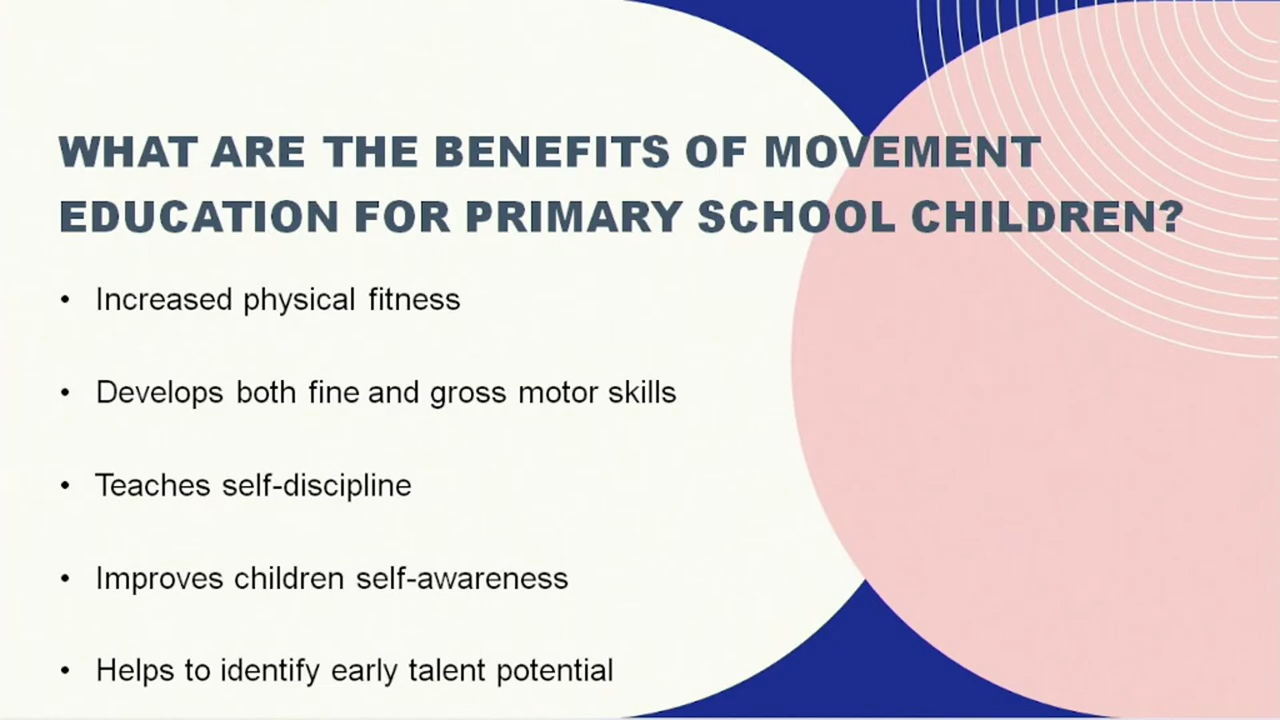 WHAT ARE THE BENEFITS OF MOVEMENT
EDUCATION FOR PRIMARY SCHOOL CHILDREN?
• Increased physical fitness
• Develops both fine and gross motor skills
• Teaches self-discipline
• Improves children self-awareness
• Helps to identify early talent potential